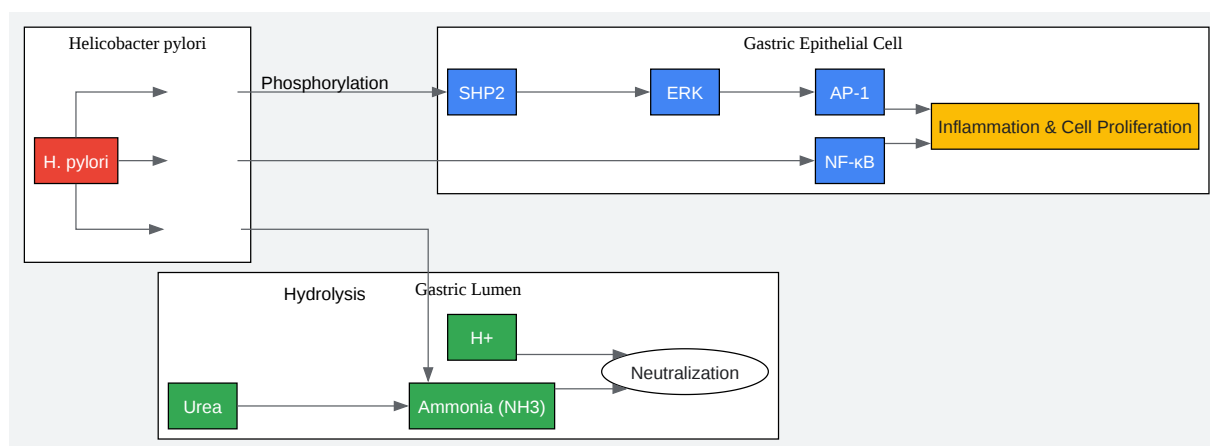 Helicobacter pylori
Gastric Epithelial Cell
Phosphorylation
SHP2
ERK
AP-1
Inflammation & Cell Proliferation
H. pylori
NF-κB
Hydrolysis
Gastric Lumen
H+
Neutralization
Urea
Ammonia (NH3)